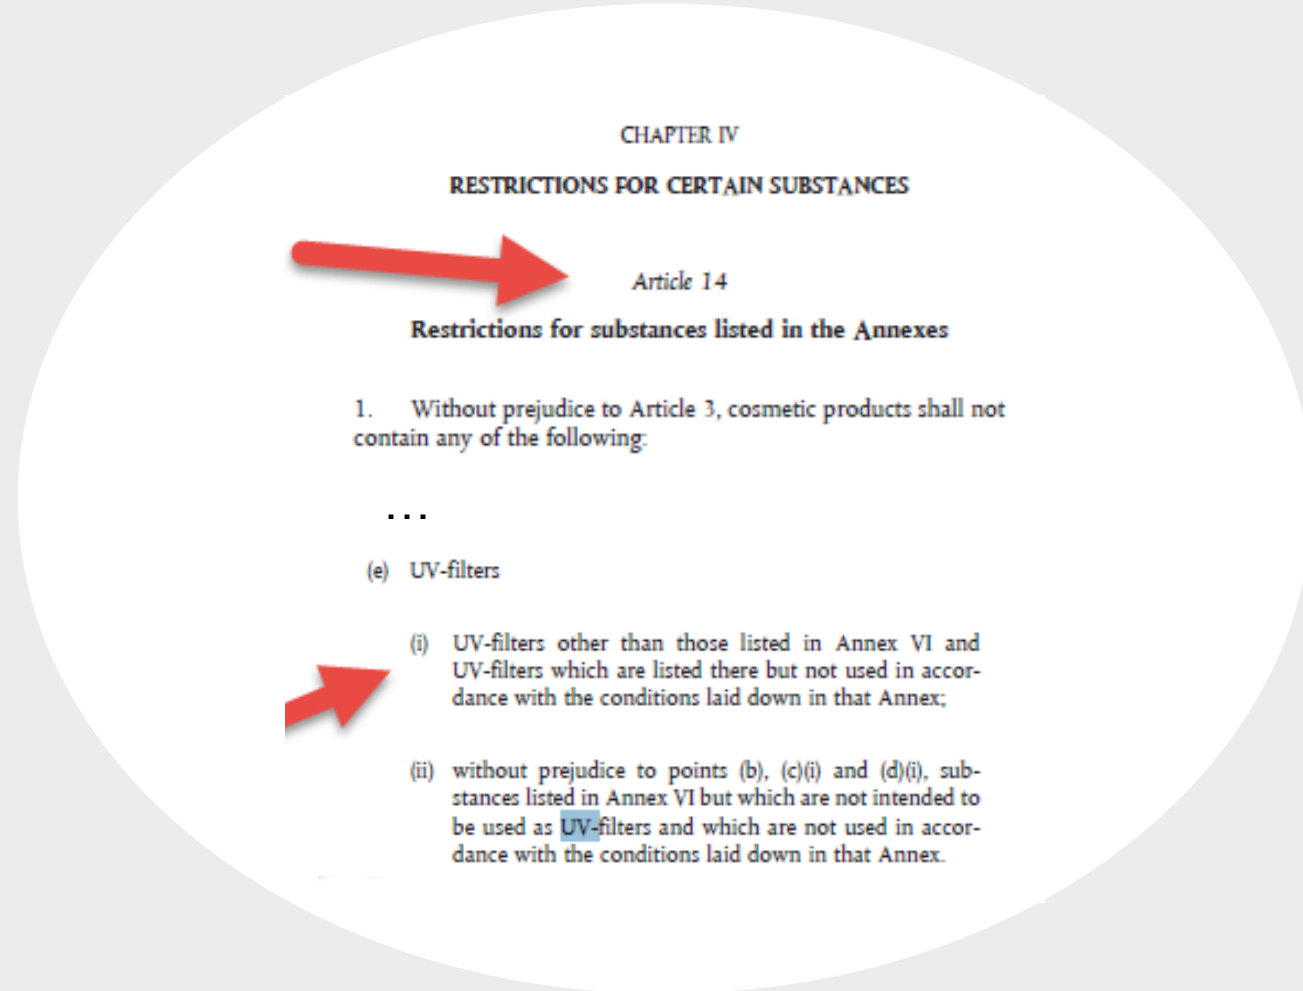 CHAPTER IV
RESTRICTIONS FOR CERTAIN SUBSTANCES
Article 14
Restrictions for substances listed in the Annexes
1. Without prejudice to Article 3, cosmetic products shall not
contain any of the following:
...
(e) UV-filters
(i) UV-filters other than those listed in Annex VI and
UV-filters which are listed there but not used in accor-
dance with the conditions laid down in that Annex;
(ii) without prejudice to points (b), (c)(i) and (d)(i), sub-
stances listed in Annex VI but which are not intended to
be used as UV-filters and which are not used in accor-
dance with the conditions laid down in that Annex.